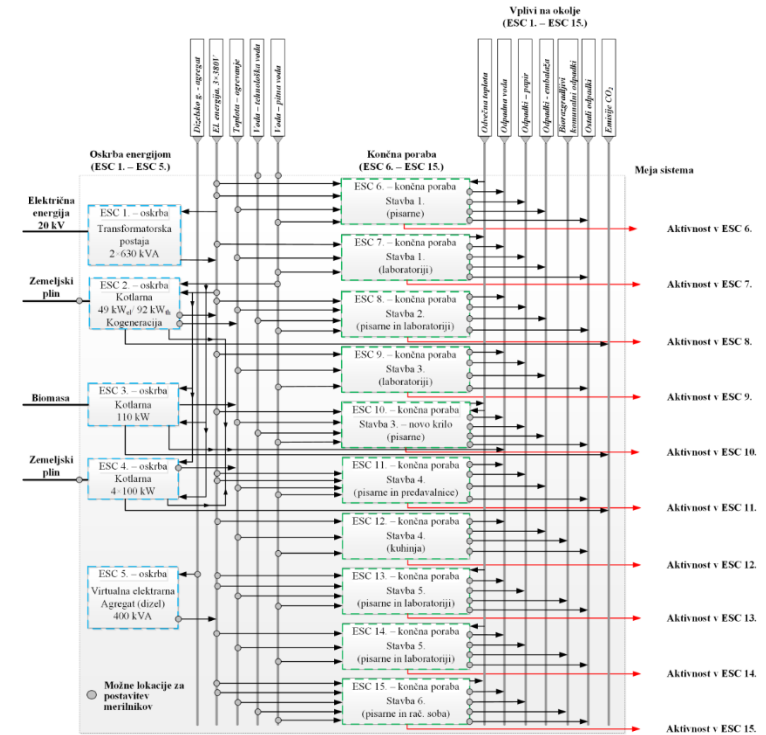 Vplivi na okolje
(ESC 1. – ESC 15.)
Dizelsko g. - agregat
El. energija, 3×380V
Toplota – ogrevanje
Voda – tehnološka voda
Voda – pitna voda
Odvečna toplota
Odpadna voda
Odpadki – papir
Odpadki - embalaža
Biorazgradljivi
komunalni odpadki
Ostali odpadki
Emisije CO2
Oskrba energijom
(ESC 1. – ESC 5.)
Končna poraba
(ESC 6. – ESC 15.)
Meja sistema
Električna
energija
20 kV
ESC 1. – oskrba
Transformatorska
postaja
2×630 kVA
Zemeljski
plin
ESC 2. – oskrba
Kotlarna
49 kWel/ 92 kWth
Kogeneracija
Biomasa
ESC 3. – oskrba
Kotlarna
110 kW
Zemeljski
plin
ESC 4. – oskrba
Kotlarna
4×100 kW
ESC 5. – oskrba
Virtualna elektrarna
Agregat (dizel)
400 kVA
Možne lokacije za
postavitev
merilnikov
ESC 6. – končna poraba
Stavba 1.
(pisarne)
Aktivnost v ESC 6.
ESC 7. – končna poraba
Stavba 1.
(laboratoriji)
Aktivnost v ESC 7.
ESC 8. – končna poraba
Stavba 2.
(pisarne in laboratoriji)
Aktivnost v ESC 8.
ESC 9. – končna poraba
Stavba 3.
(laboratoriji)
Aktivnost v ESC 9.
ESC 10. – končna poraba
Stavba 3. – novo krilo
(pisarne)
Aktivnost v ESC 10.
ESC 11. – končna poraba
Stavba 4.
(pisarne in predavalnice)
Aktivnost v ESC 11.
ESC 12. – končna poraba
Stavba 4.
(kuhinja)
Aktivnost v ESC 12.
ESC 13. – končna poraba
Stavba 5.
(pisarne in laboratoriji)
Aktivnost v ESC 13.
ESC 14. – končna poraba
Stavba 5.
(pisarne in laboratoriji)
Aktivnost v ESC 14.
ESC 15. – končna poraba
Stavba 6.
(pisarne in rač. soba)
Aktivnost v ESC 15.